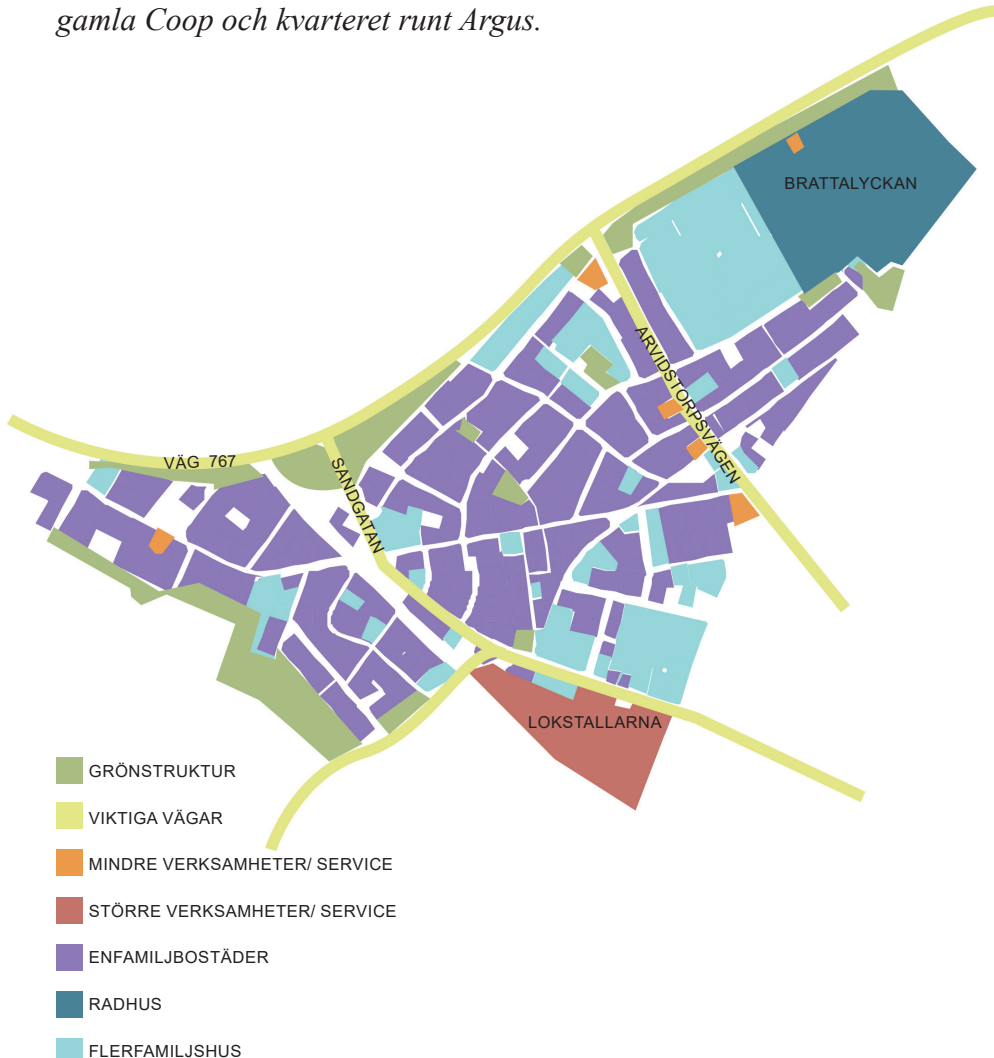 gamla Coop och kvarteret runt Argus.
BRATTALYCKAN
ARVIDSTORPSVÄGEN
VÄG 767
SANDGATAN
LOKSTALLARNA
GRÖNSTRUKTUR
VIKTIGA VÄGAR
MINDRE VERKSAMHETER/ SERVICE
STÖRRE VERKSAMHETER/ SERVICE
ENFAMILJBOSTÄDER
RADHUS
FLERFAMILJSHUS